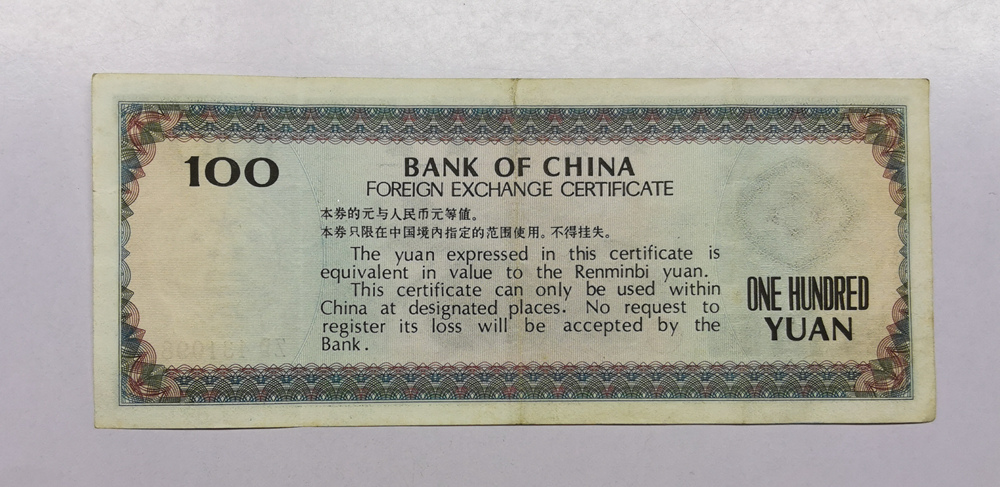 100
BANK OF CHINA
FOREIGN EXCHANGE CERTIFICATE
本券的元与人民币元等值。
本券只限在中国境内指定的范围使用。不得挂失。
The yuan expressed in this certificate is
equivalent in value to the Renminbi yuan.
This certificate can only be used within
China at designated places. No request to
register its loss will be accepted by the
Bank.
ONE HUNDRED
YUAN